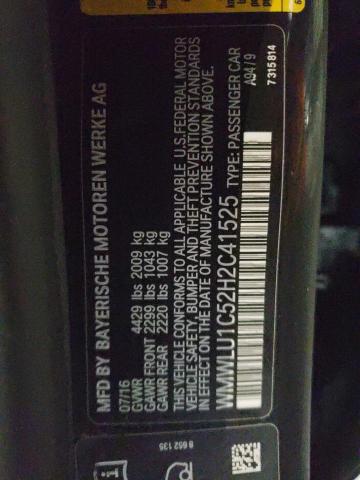 MFD BY BAYERISCHE MOTOREN WERKE AG
07/16
GVWR 4429 lbs 2009 kg
GAWR FRONT 2299 lbs 1043 kg
GAWR REAR 2220 lbs 1007 kg
THIS VEHICLE CONFORMS TO ALL APPLICABLE U.S. FEDERAL MOTOR
VEHICLE SAFETY, BUMPER AND THEFT PREVENTION STANDARDS
IN EFFECT ON THE DATE OF MANUFACTURE SHOWN ABOVE.
WMWLU1C52H2C41525 TYPE: PASSENGER CAR
A94/9
7315814
8 652 135